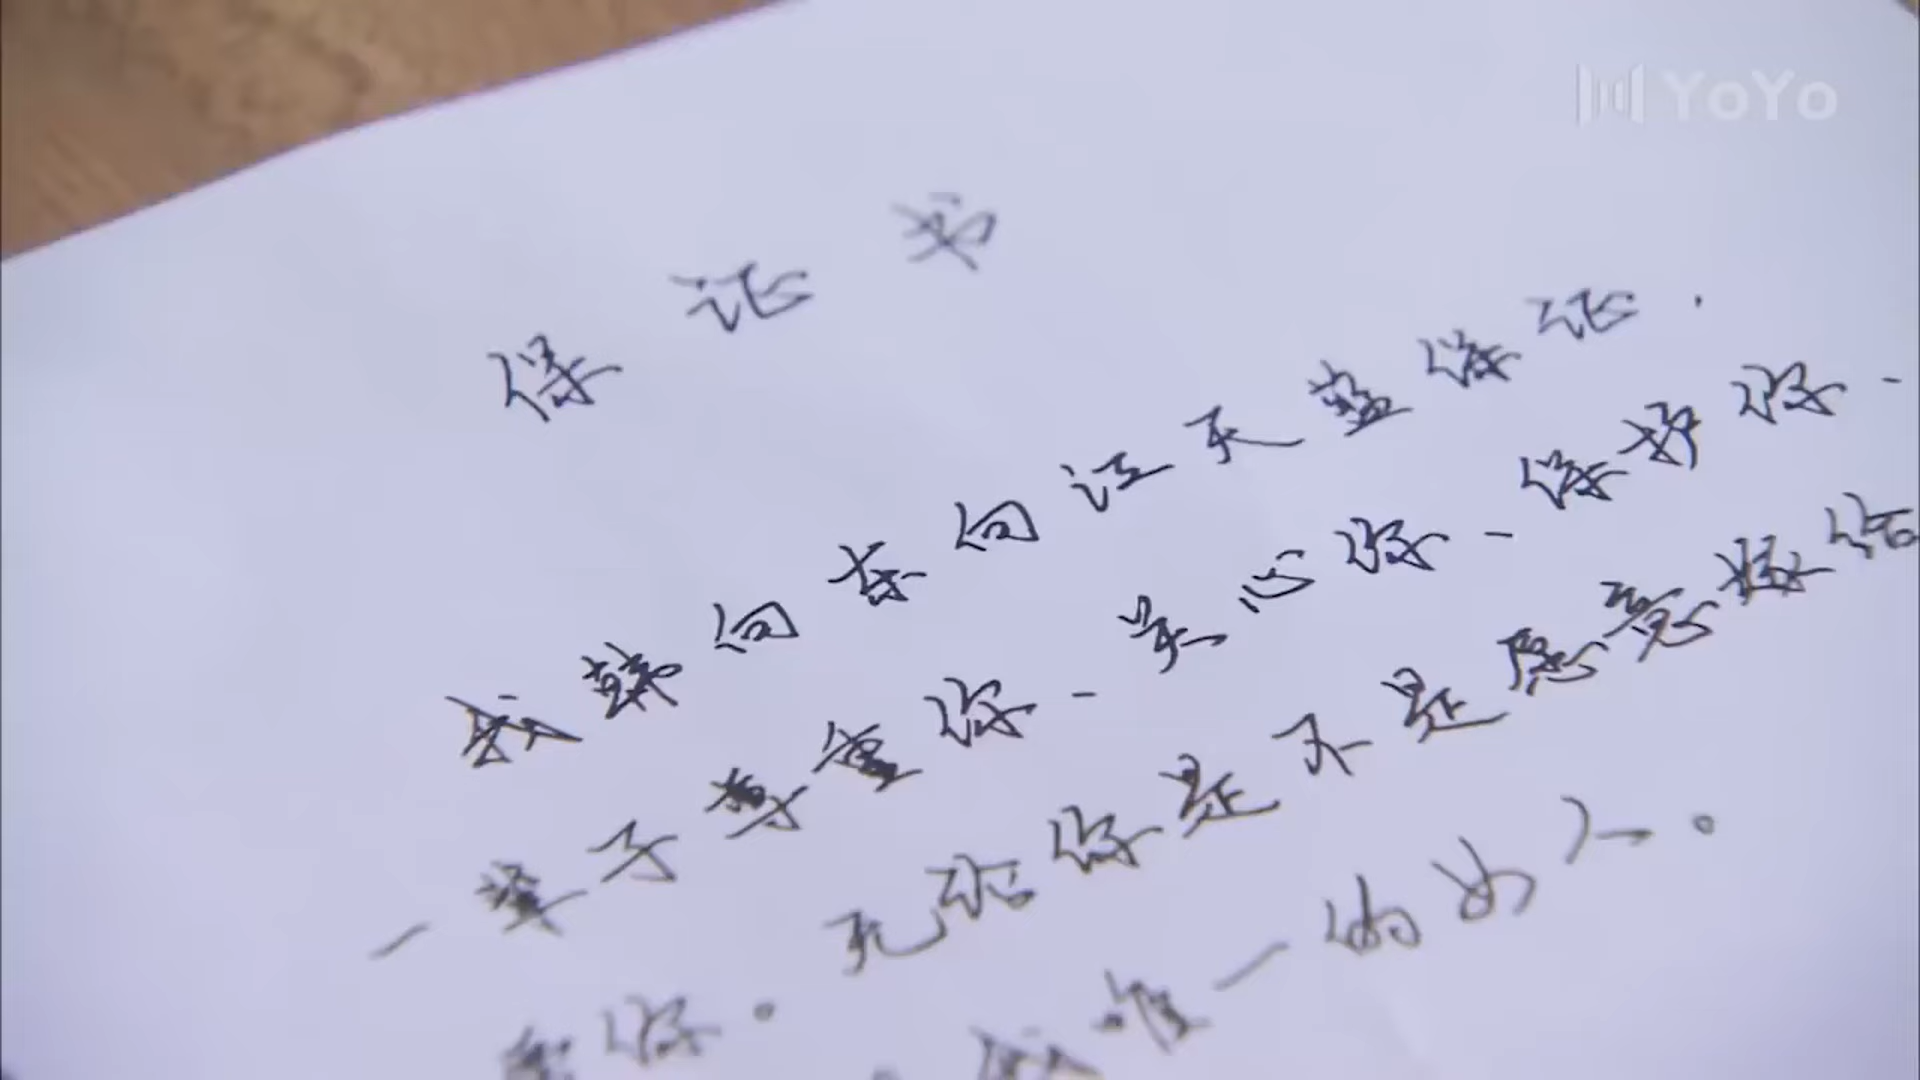 YoYo
保证书
我韩向东向江天蓝保证.
一辈子尊重你-关心你-保护你-
你。无论你是不是愿意嫁给
我唯一的女人。